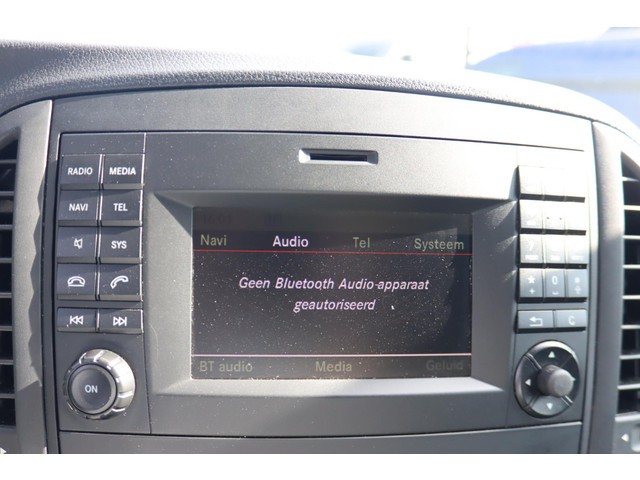 RADIO MEDIA
NAVI TEL
SYS
ON
Navi Audio Tel Systeem
Geen Bluetooth Audio-apparaat
geautoriseerd
BT audio Media Geluid
* 0 #
C